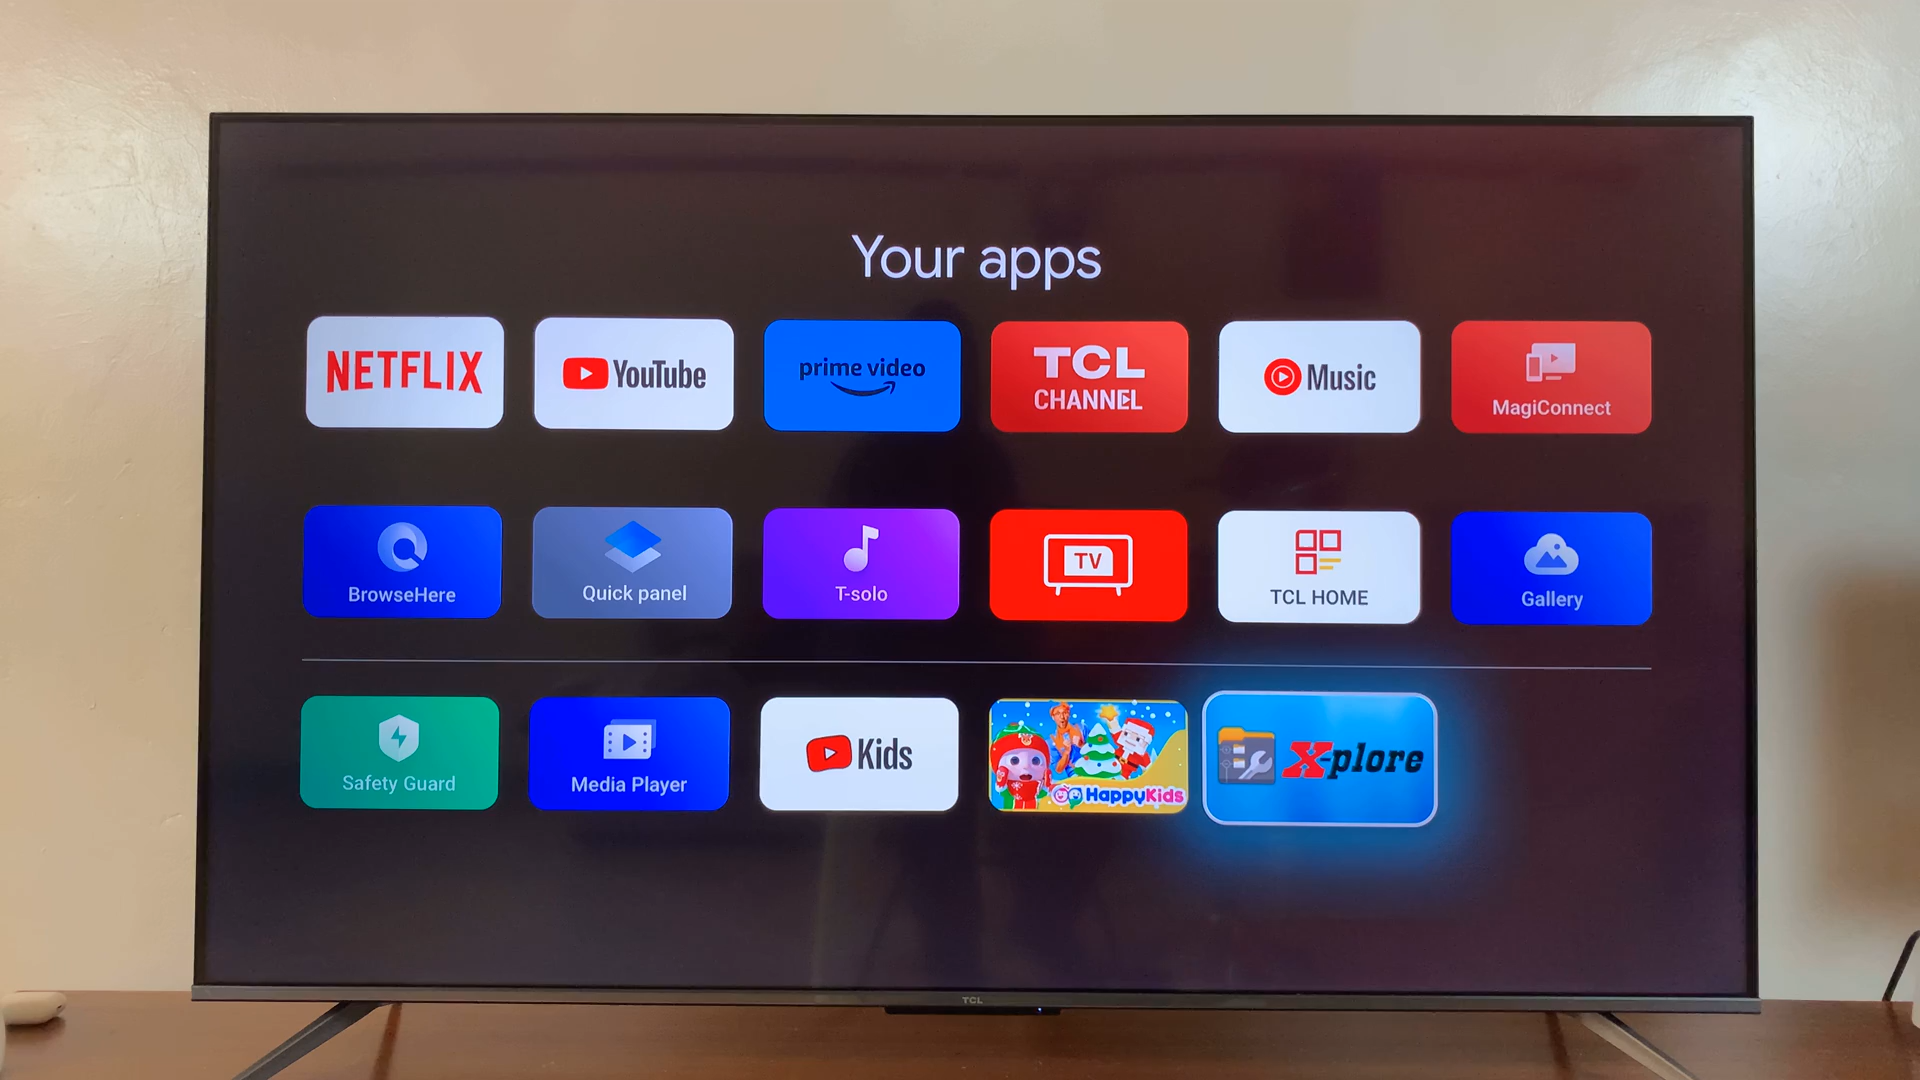 Your apps
NETFLIX
YouTube
prime video
TCL
CHANNEL
Music
MagiConnect
BrowseHere
Quick panel
T-solo
TV
TCL HOME
Gallery
Safety Guard
Media Player
Kids
HappyKids
X-plore
TCL